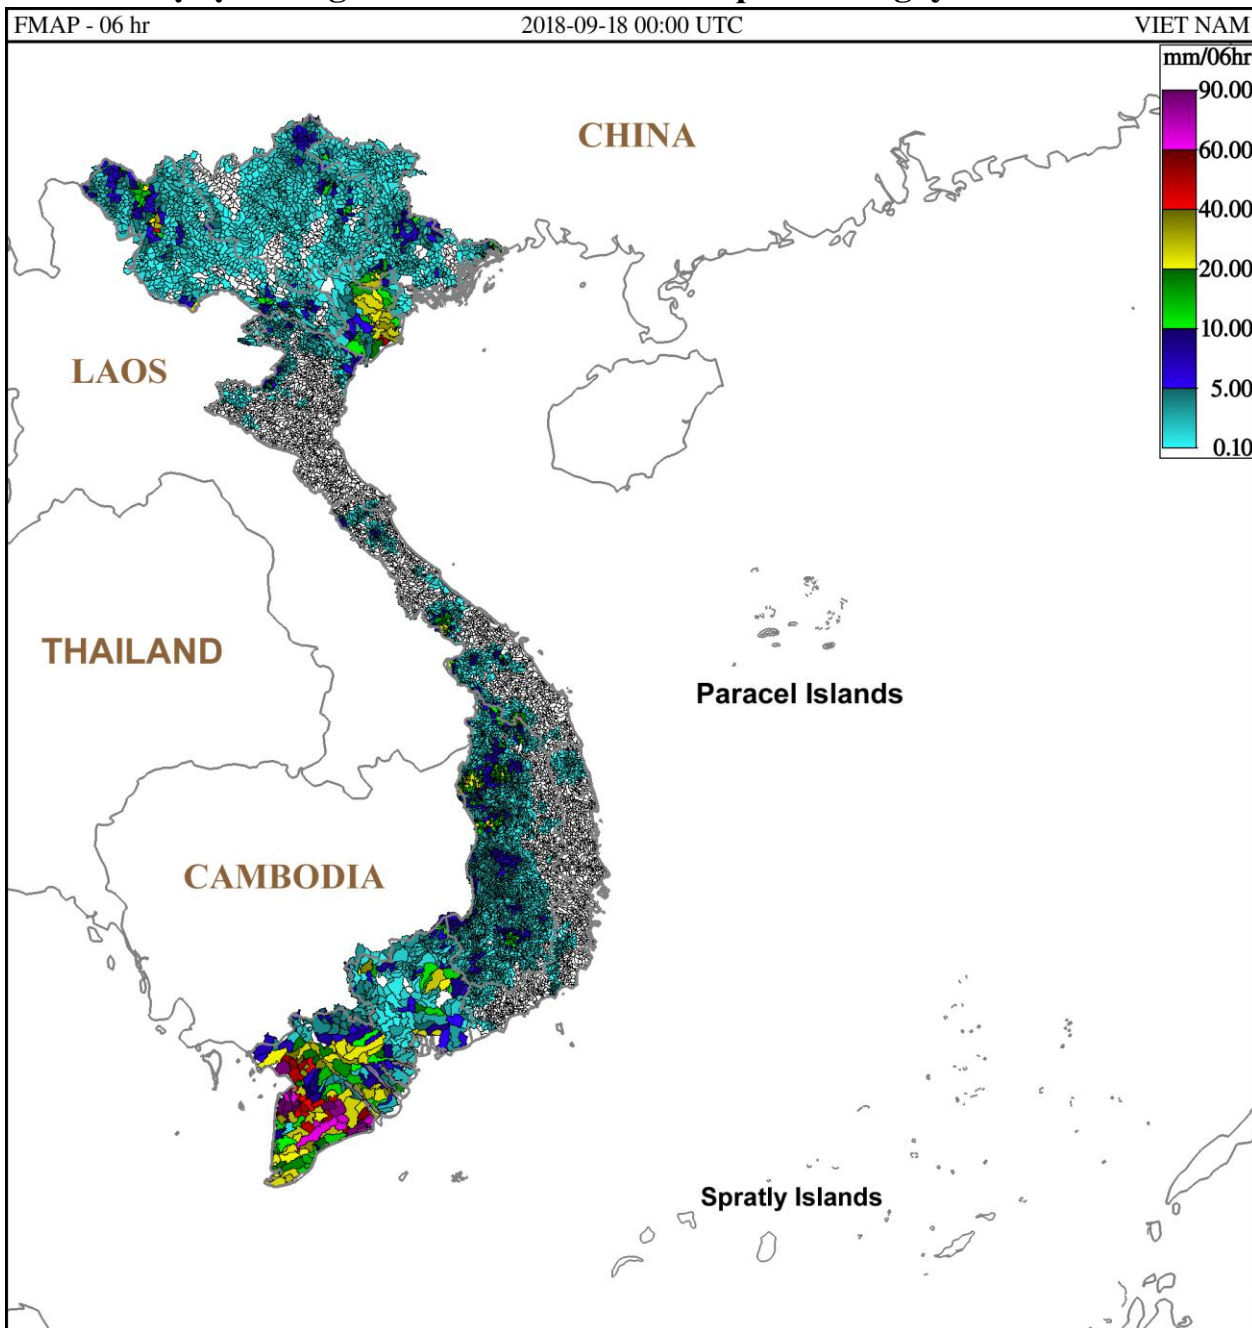 FMAP - 06 hr 2018-09-18 00:00 UTC VIET NAM
mm/06hr
90.00
60.00
40.00
20.00
10.00
5.00
0.10
CHINA
LAOS
THAILAND
Paracel Islands
CAMBODIA
Spratly Islands